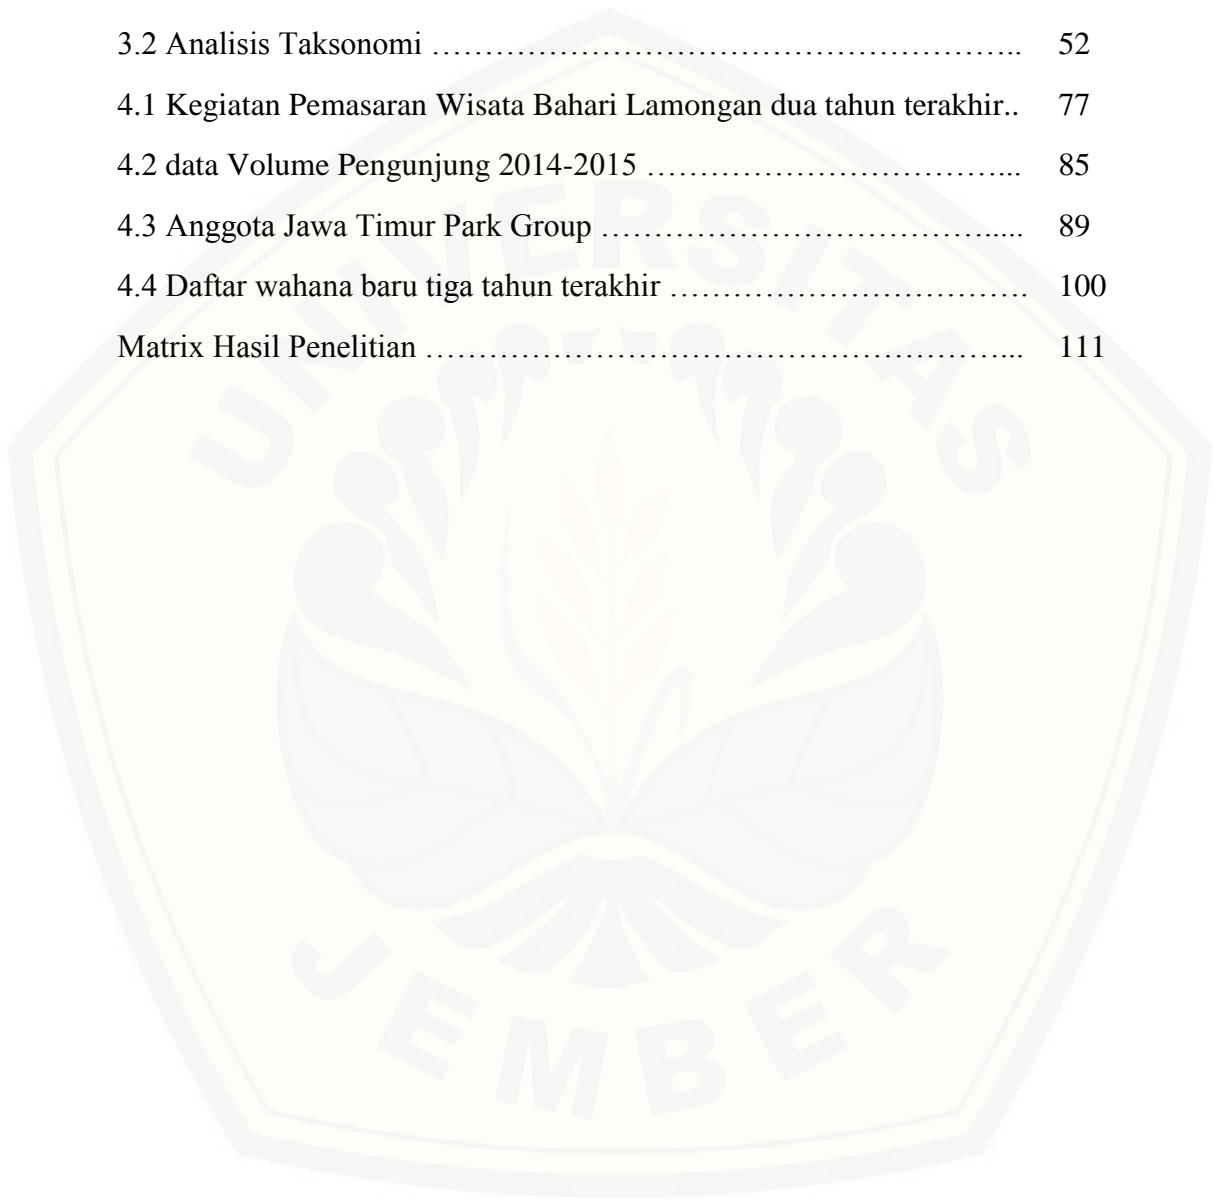 3.2 Analisis Taksonomi ……………………………………………….. 52
4.1 Kegiatan Pemasaran Wisata Bahari Lamongan dua tahun terakhir.. 77
4.2 data Volume Pengunjung 2014-2015 ……………………………... 85
4.3 Anggota Jawa Timur Park Group ………………………………..... 89
4.4 Daftar wahana baru tiga tahun terakhir ……………………………. 100
Matrix Hasil Penelitian ………………………………………………... 111
UNIVERSITAS
JEMBER